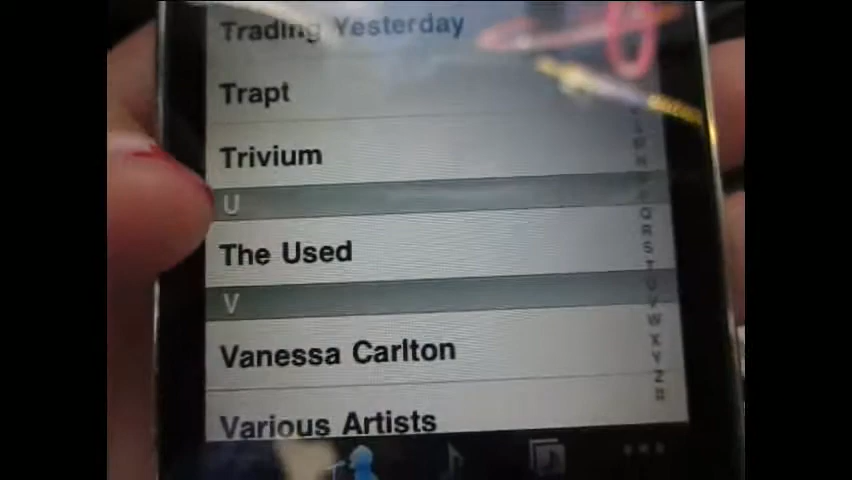 Trading Yesterday
Trapt
Trivium
U
The Used
V
Vanessa Carlton
Various Artists
Q
R
S
T
U
V
W
X
Y
Z
#